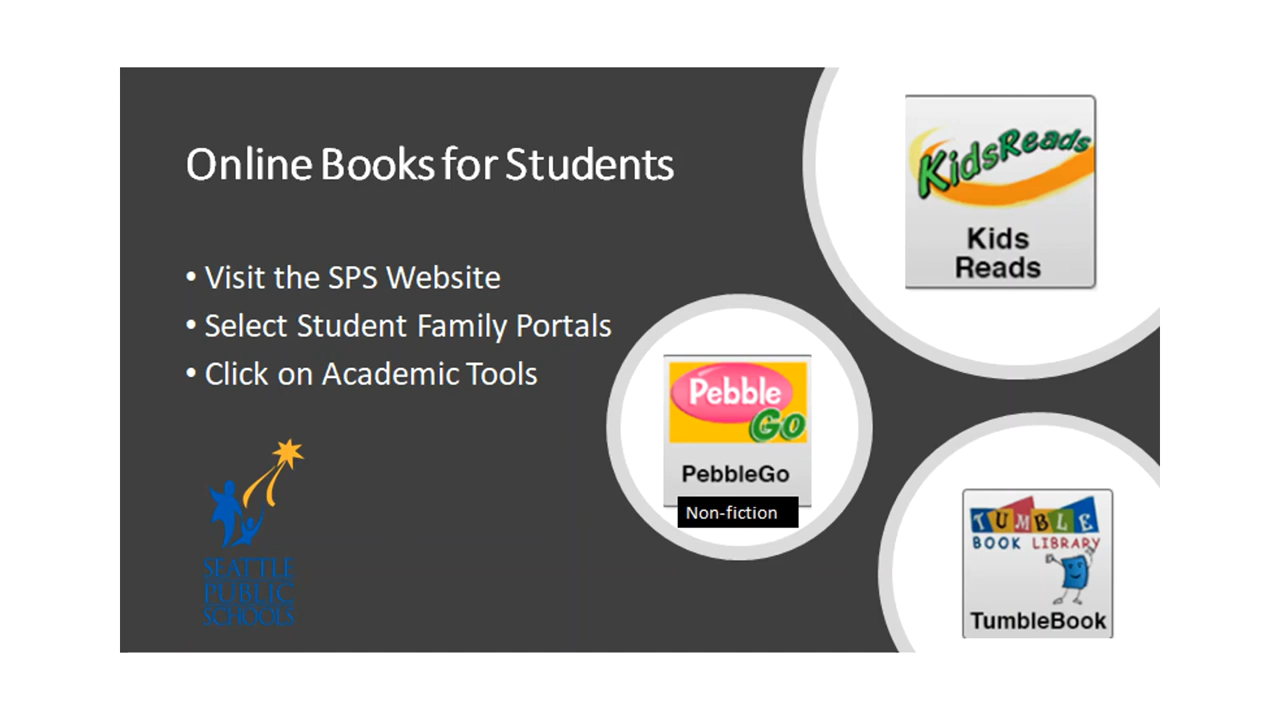 Online Books for Students
• Visit the SPS Website
• Select Student Family Portals
• Click on Academic Tools
SEATTLE
PUBLIC
SCHOOLS
KidsReads
Kids
Reads
Pebble
Go
PebbleGo
Non-fiction
TUMBLE
BOOK LIBRARY
TumbleBook